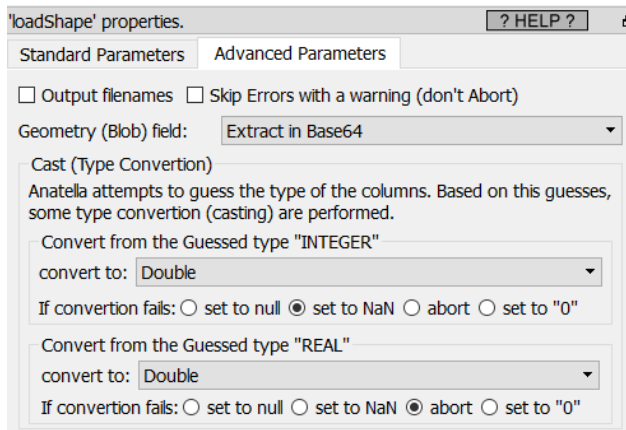 'loadShape' properties.
? HELP ?
Standard Parameters
Advanced Parameters
Output filenames
Skip Errors with a warning (don't Abort)
Geometry (Blob) field:
Extract in Base64
Cast (Type Convertion)
Anatella attempts to guess the type of the columns. Based on this guesses,
some type convertion (casting) are performed.
Convert from the Guessed type "INTEGER"
convert to: Double
If convertion fails: set to null set to NaN abort set to "0"
Convert from the Guessed type "REAL"
convert to: Double
If convertion fails: set to null set to NaN abort set to "0"